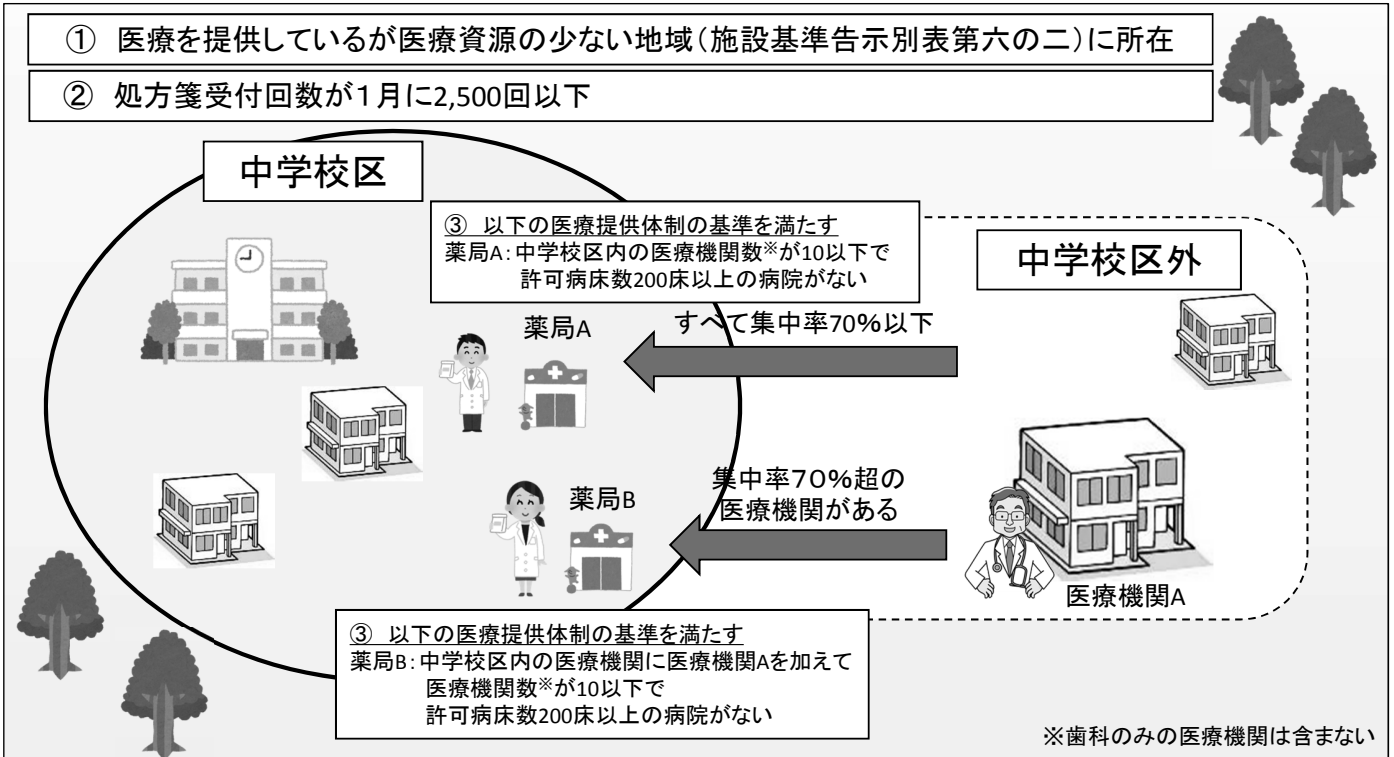 ① 医療を提供しているが医療資源の少ない地域(施設基準告示別表第六の二)に所在
② 処方箋受付回数が1月に2,500回以下
中学校区
③ 以下の医療提供体制の基準を満たす
薬局A:中学校区内の医療機関数※が10以下で
許可病床数200床以上の病院がない
中学校区外
薬局A
すべて集中率70%以下
薬局B
集中率70%超の
医療機関がある
医療機関A
③ 以下の医療提供体制の基準を満たす
薬局B:中学校区内の医療機関に医療機関Aを加えて
医療機関数※が10以下で
許可病床数200床以上の病院がない
※歯科のみの医療機関は含まない